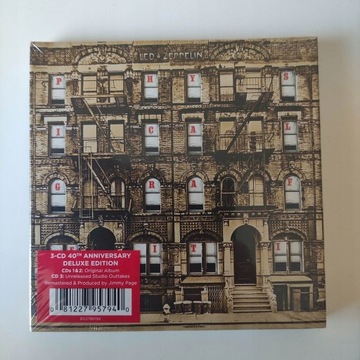 LED ZEPPELIN
P H Y S
I C A L
G R A F
I T I
3-CD 40TH ANNIVERSARY
DELUXE EDITION
CDs 1&2: Original Album
CD 3: Unreleased Studio Outtakes
Remastered & Produced by Jimmy Page
0 81227 95794 0